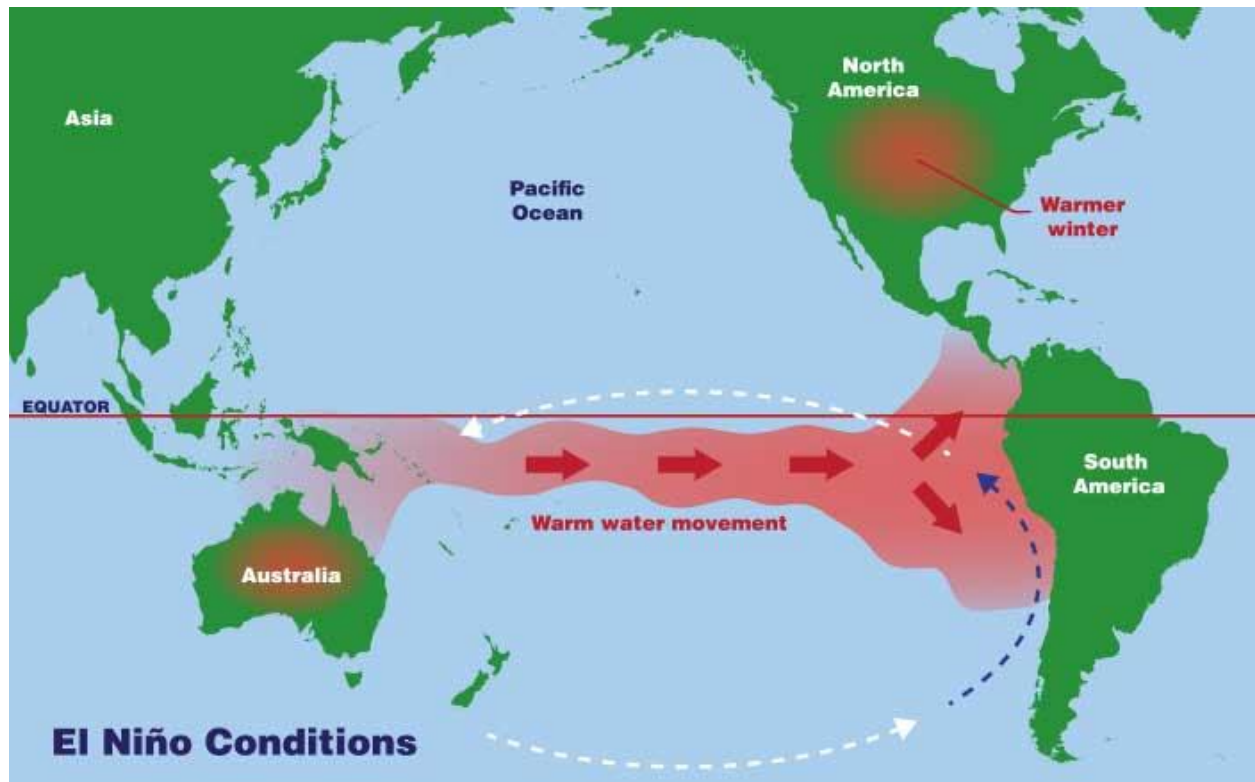 Asia
North
America
Pacific
Ocean
Warmer
winter
EQUATOR
South
America
Warm water movement
Australia
El Niño Conditions